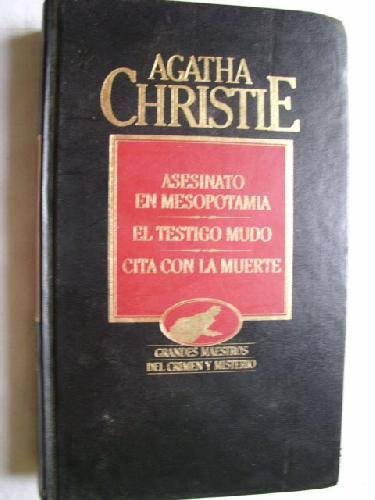 AGATHA
CHRISTIE
ASESINATO
EN MESOPOTAMIA
EL TESTIGO MUDO
CITA CON LA MUERTE
GRANDES MAESTROS
DEL CRIMEN Y MISTERIO